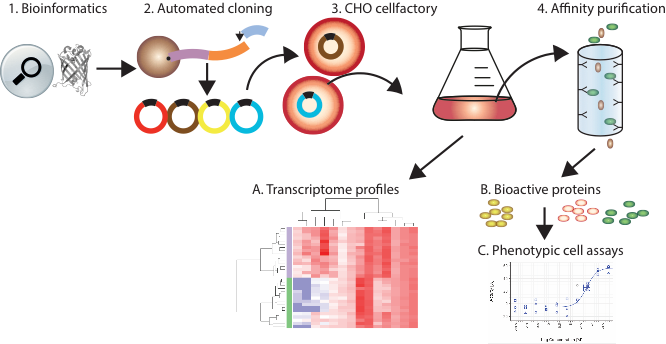 1. Bioinformatics
2. Automated cloning
3. CHO cellfactory
4. Affinity purification
A. Transcriptome profiles
B. Bioactive proteins
C. Phenotypic cell assays